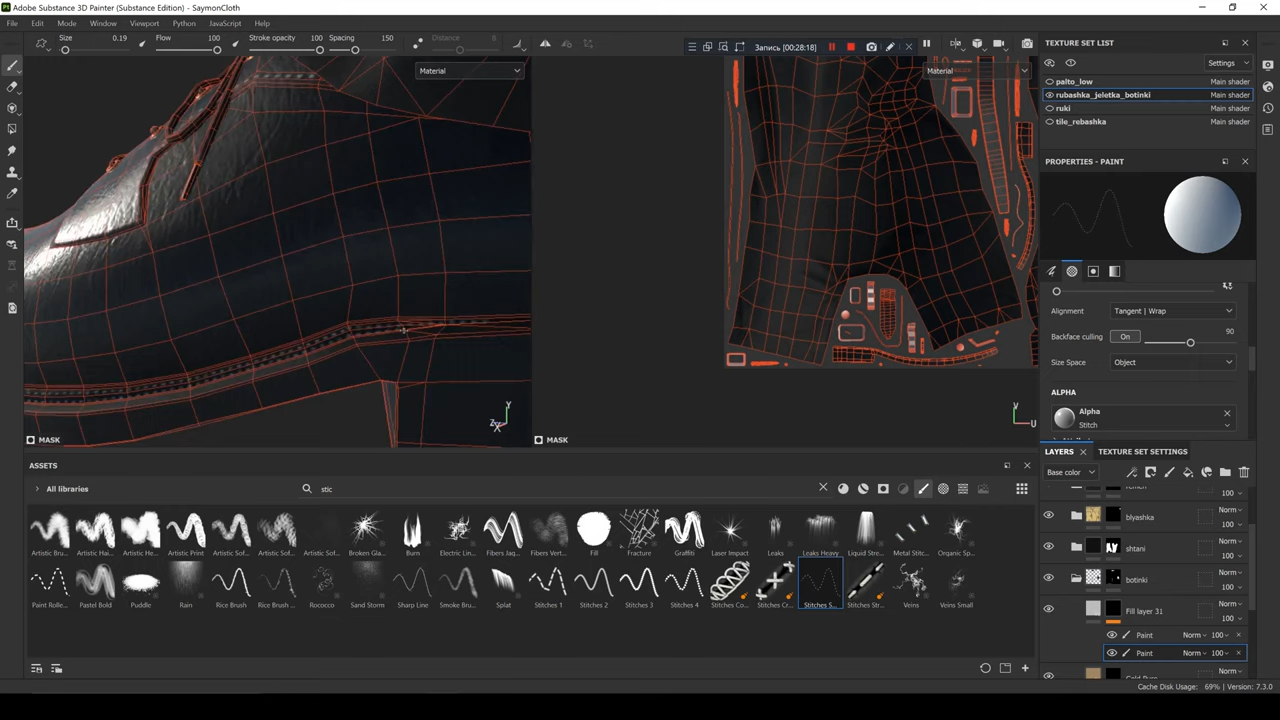 Adobe Substance 3D Painter (Substance Edition) - SaymonCloth
File Edit Mode Window Viewport Python JavaScript Help
Size 0.19 Flow 100 Stroke opacity 100 Spacing 150 Distance 8
Запись [00:28:18]
Material
Material
TEXTURE SET LIST
Settings
palto_low Main shader
rubashka_jeletka_botinki Main shader
ruki Main shader
tile_rebashka Main shader
PROPERTIES - PAINT
Alignment Tangent | Wrap
Backface culling On 90
Size Space Object
ALPHA
Alpha
Stitch
Y
Z X
V
U
MASK
MASK
LAYERS TEXTURE SET SETTINGS
Base color
100
blyashka Norm 100
shtani Norm 100
botinki Norm 100
Fill layer 31 Norm 100
Paint Norm 100
Paint Norm 100
Norm
ASSETS
All libraries stic
Artistic Bru... Artistic Hai... Artistic He... Artistic Print Artistic Sof... Artistic Sof... Artistic Sof... Broken Gla... Burn Electric Lin... Fibers Jag... Fibers Vert... Fill Fracture Graffiti Laser Impact Leaks Leaks Heavy Liquid Stre... Metal Stitc... Organic Sp...
Paint Rolle... Pastel Bold Puddle Rain Rice Brush Rice Brush ... Rococco Sand Storm Sharp Line Smoke Bru... Splat Stitches 1 Stitches 2 Stitches 3 Stitches 4 Stitches Co... Stitches Cr... Stitches S... Stitches Str... Veins Veins Small
Cache Disk Usage: 69% | Version: 7.3.0